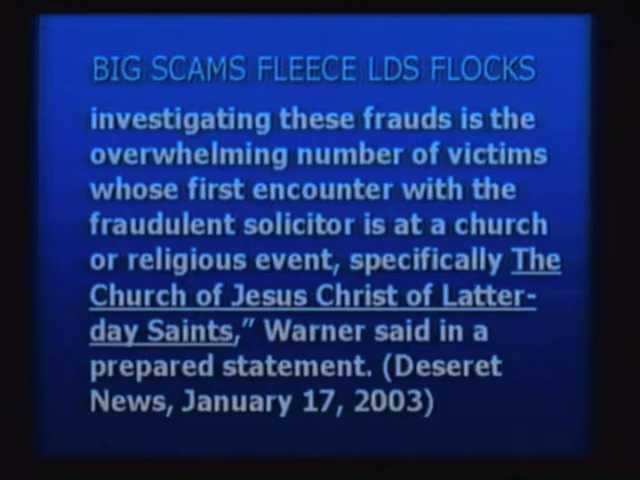 BIG SCAMS FLEECE LDS FLOCKS
investigating these frauds is the
overwhelming number of victims
whose first encounter with the
fraudulent solicitor is at a church
or religious event, specifically The
Church of Jesus Christ of Latter-
day Saints,” Warner said in a
prepared statement. (Deseret
News, January 17, 2003)